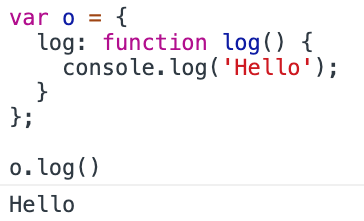 var o = {
  log: function log() {
    console.log('Hello');
  }
};

o.log()
Hello